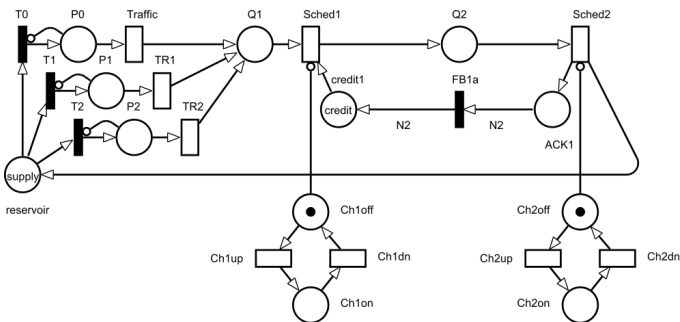 T0 P0 Traffic Q1 Sched1 Q2 Sched2
T1 P1 TR1
credit1 FB1a
T2 P2 TR2
credit
N2 N2
ACK1
supply
reservoir
Ch1off Ch2off
Ch1up Ch1dn Ch2up Ch2dn
Ch1on Ch2on